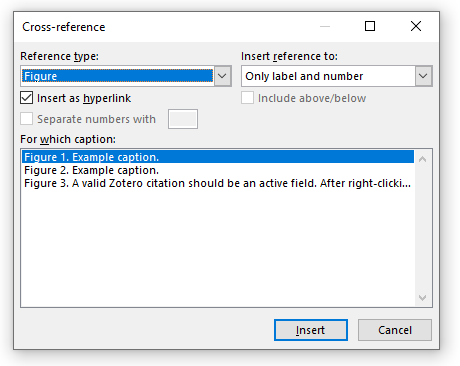 Cross-reference
Reference type:
Insert reference to:
Figure
Only label and number
Insert as hyperlink
Include above/below
Separate numbers with
For which caption:
Figure 1. Example caption.
Figure 2. Example caption.
Figure 3. A valid Zotero citation should be an active field. After right-clicki...
Insert
Cancel